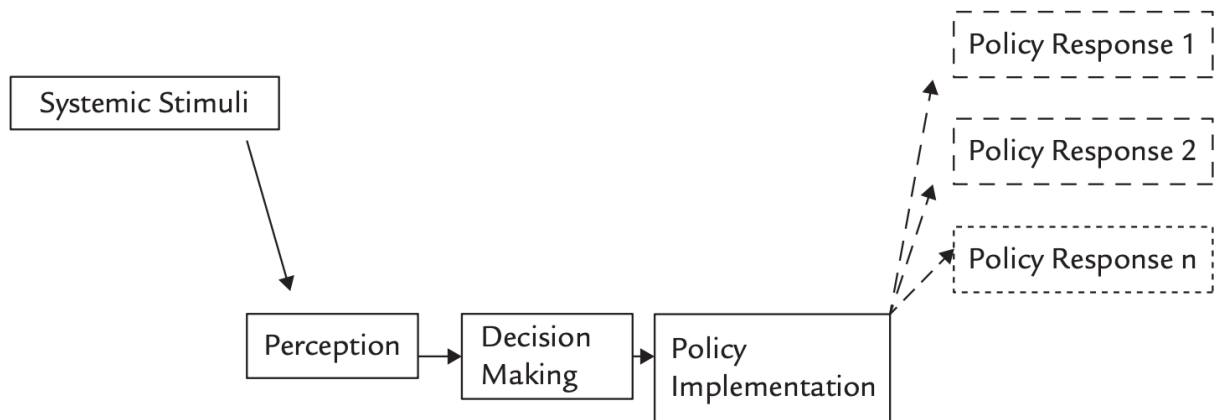 Policy Response 1
Systemic Stimuli
Policy Response 2
Policy Response n
Perception
Decision
Making
Policy
Implementation